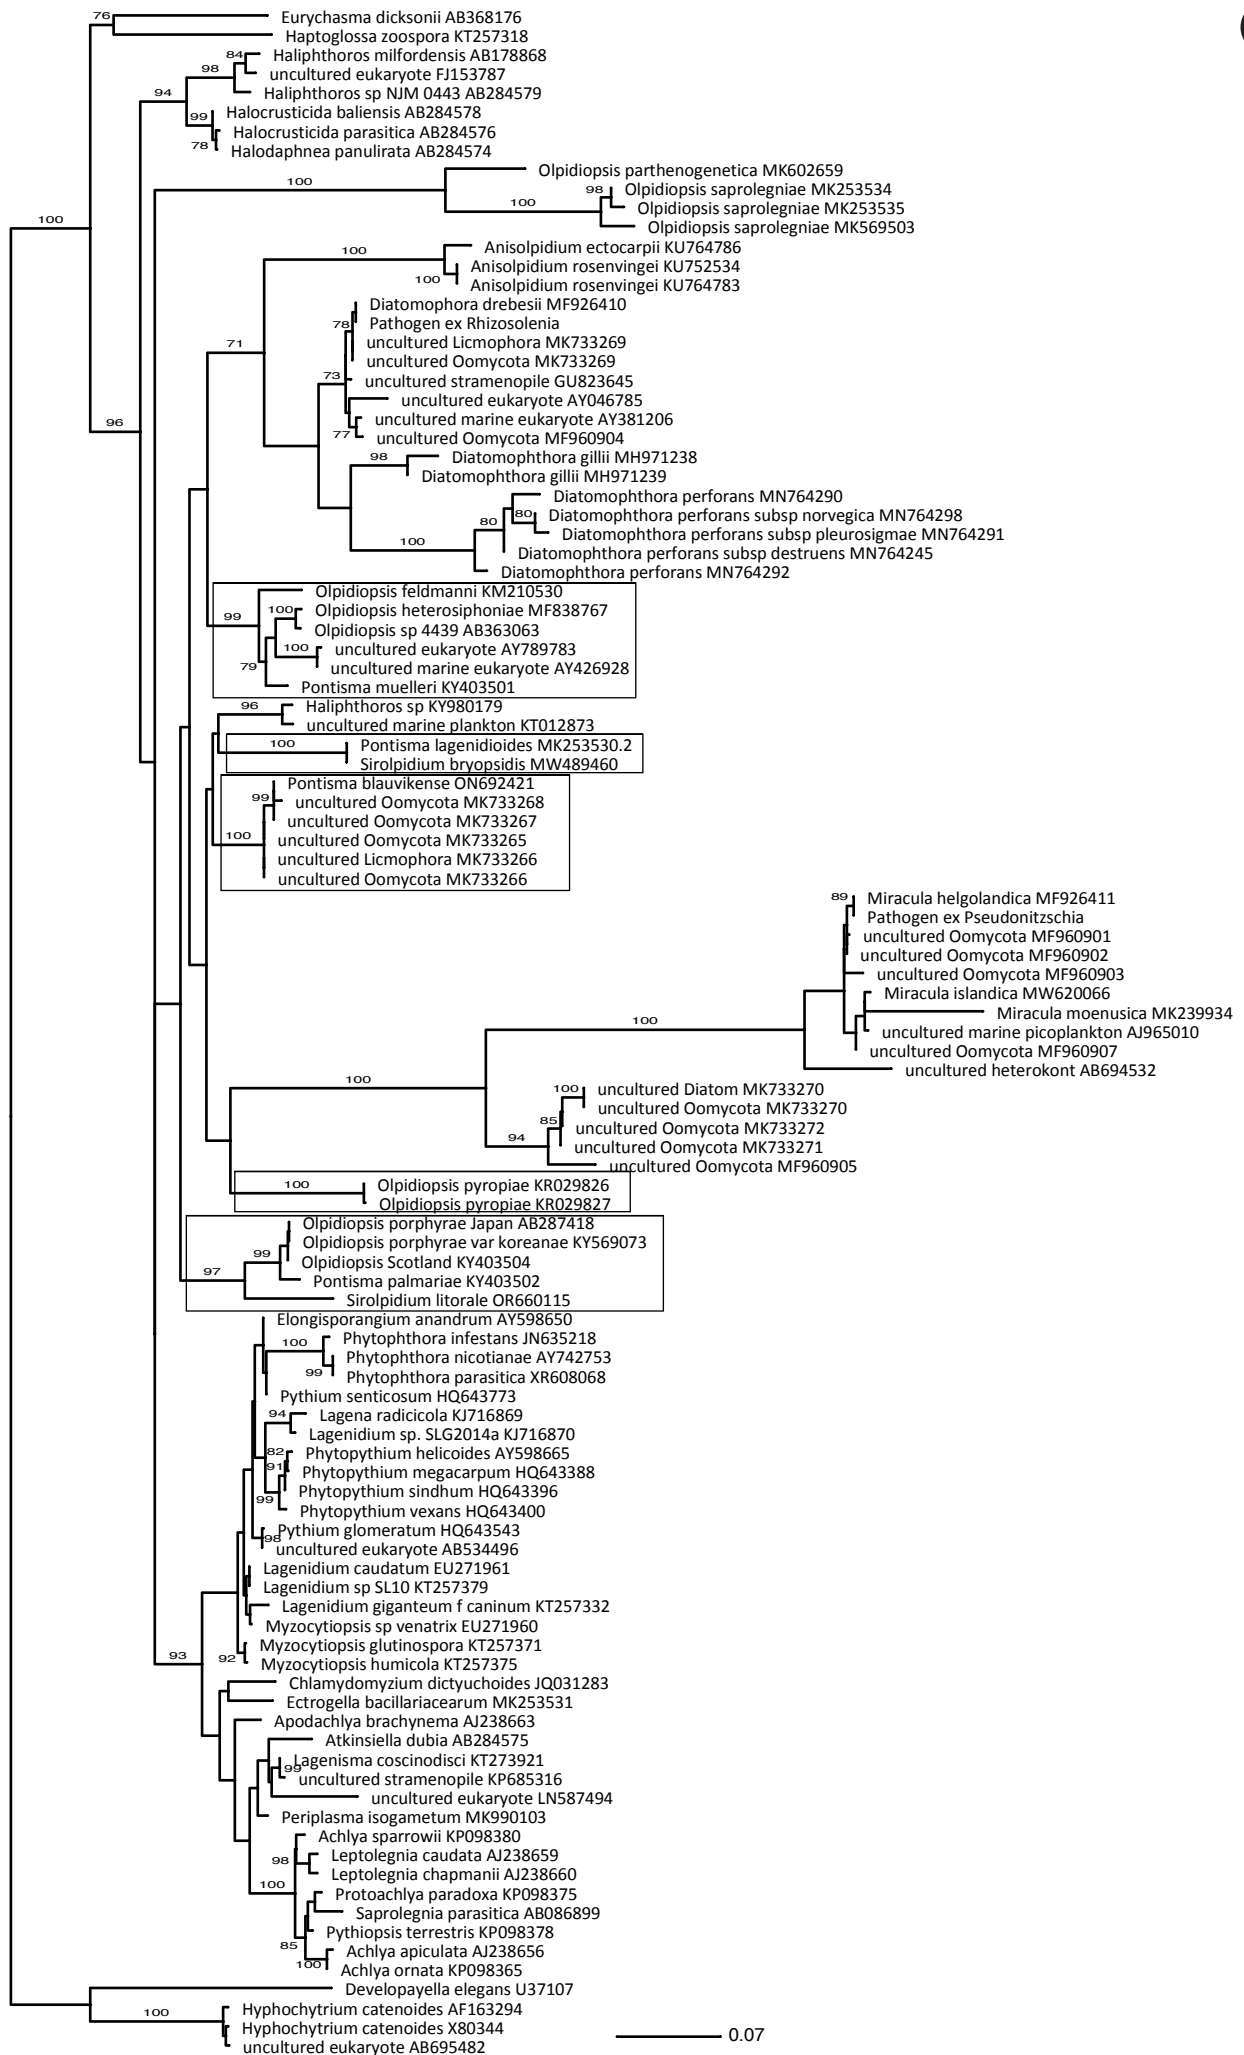 76
Eurychasma dicksonii AB368176
Haptoglossa zoospora KT257318
84
Haliphthoros milfordensis AB178868
98
uncultured eukaryote FJ153787
94
Haliphthoros sp NJM 0443 AB284579
99
Halocrusticida baliensis AB284578
Halocrusticida parasitica AB284576
78
Halodaphnea panulirata AB284574
Olpidiopsis parthenogenetica MK602659
100
98
Olpidiopsis saprolegniae MK253534
100
Olpidiopsis saprolegniae MK253535
100
Olpidiopsis saprolegniae MK569503
Anisolpidium ectocarpii KU764786
100
Anisolpidium rosenvingei KU752534
100
Anisolpidium rosenvingei KU764783
Diatomophora drebesii MF926410
78
Pathogen ex Rhizosolenia
71
uncultured Licmophora MK733269
uncultured Oomycota MK733269
73
uncultured stramenopile GU823645
uncultured eukaryote AY046785
96
uncultured marine eukaryote AY381206
77
uncultured Oomycota MF960904
98
Diatomophthora gillii MH971238
Diatomophthora gillii MH971239
Diatomophthora perforans MN764290
80
80
Diatomophthora perforans subsp norvegica MN764298
Diatomophthora perforans subsp pleurosigmae MN764291
100
Diatomophthora perforans subsp destruens MN764245
Diatomophthora perforans MN764292
Olpidiopsis feldmanni KM210530
99
100
Olpidiopsis heterosiphoniae MF838767
Olpidiopsis sp 4439 AB363063
100
uncultured eukaryote AY789783
79
uncultured marine eukaryote AY426928
Pontisma muelleri KY403501
96
Haliphthoros sp KY980179
uncultured marine plankton KT012873
100
Pontisma lagenidioides MK253530.2
Sirolpidium bryopsidis MW489460
Pontisma blauvikense ON692421
99
uncultured Oomycota MK733268
uncultured Oomycota MK733267
100
uncultured Oomycota MK733265
uncultured Licmophora MK733266
uncultured Oomycota MK733266
89
Miracula helgolandica MF926411
Pathogen ex Pseudonitzschia
uncultured Oomycota MF960901
uncultured Oomycota MF960902
uncultured Oomycota MF960903
Miracula islandica MW620066
100
Miracula moenusica MK239934
uncultured marine picoplankton AJ965010
uncultured Oomycota MF960907
uncultured heterokont AB694532
100
100
uncultured Diatom MK733270
uncultured Oomycota MK733270
85
uncultured Oomycota MK733272
94
uncultured Oomycota MK733271
uncultured Oomycota MF960905
100
Olpidiopsis pyropiae KR029826
Olpidiopsis pyropiae KR029827
Olpidiopsis porphyrae Japan AB287418
Olpidiopsis porphyrae var koreanae KY569073
99
Olpidiopsis Scotland KY403504
97
Pontisma palmariae KY403502
Sirolpidium litorale OR660115
Elongisporangium anandrum AY598650
100
Phytophthora infestans JN635218
Phytophthora nicotianae AY742753
99
Phytophthora parasitica XR608068
Pythium senticosum HQ643773
94
Lagena radicicola KJ716869
Lagenidium sp. SLG2014a KJ716870
82
Phytopythium helicoides AY598665
91
Phytopythium megacarpum HQ643388
99
Phytopythium sindhum HQ643396
Phytopythium vexans HQ643400
98
Pythium glomeratum HQ643543
uncultured eukaryote AB534496
Lagenidium caudatum EU271961
Lagenidium sp SL10 KT257379
Lagenidium giganteum f caninum KT257332
Myzocytiopsis sp venatrix EU271960
93
Myzocytiopsis glutinospora KT257371
92
Myzocytiopsis humicola KT257375
Chlamydomyzium dictyuchoides JQ031283
Ectrogella bacillariacearum MK253531
Apodachlya brachynema AJ238663
Atkinsiella dubia AB284575
99
Lagenisma coscinodisci KT273921
uncultured stramenopile KP685316
uncultured eukaryote LN587494
Periplasma isogametum MK990103
Achlya sparrowii KP098380
98
Leptolegnia caudata AJ238659
Leptolegnia chapmanii AJ238660
100
Protoachlya paradoxa KP098375
Saprolegnia parasitica AB086899
Pythiopsis terrestris KP098378
85
Achlya apiculata AJ238656
100
Achlya ornata KP098365
Developayella elegans U37107
100
Hyphochytrium catenoides AF163294
Hyphochytrium catenoides X80344
uncultured eukaryote AB695482
0.07